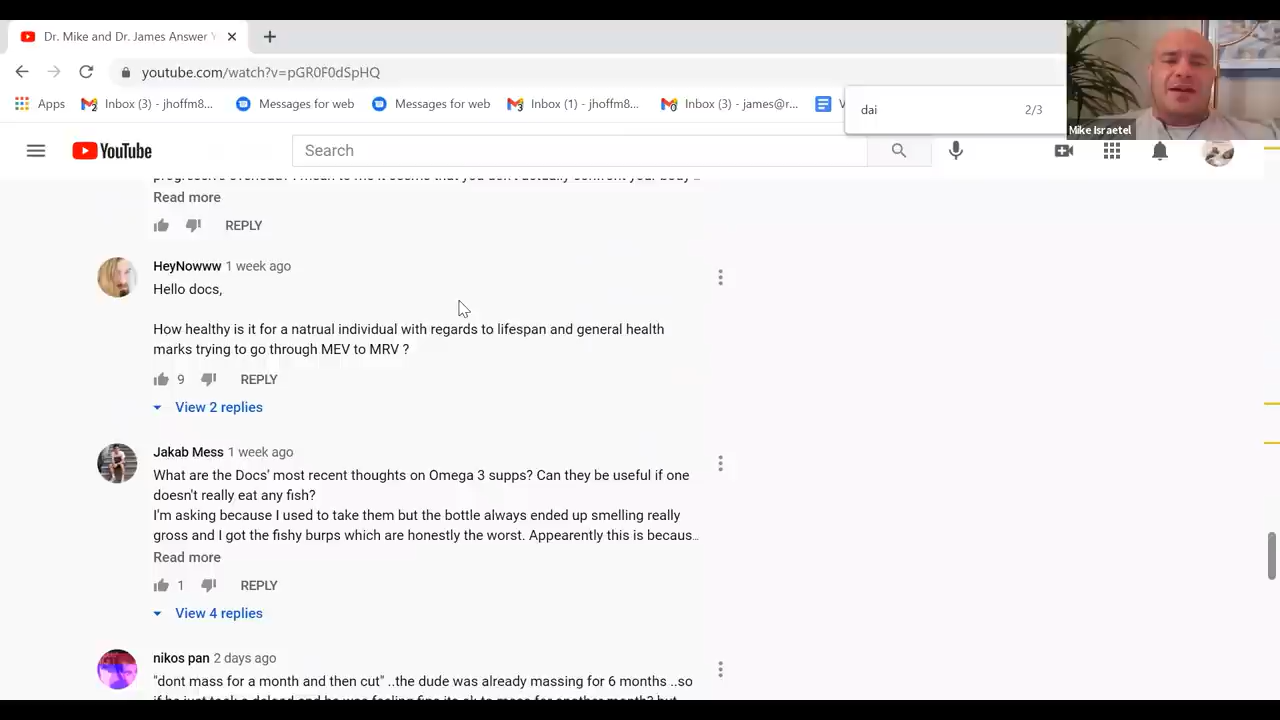 Dr. Mike and Dr. James Answer Y
youtube.com/watch?v=pGR0F0dSpHQ
Apps
Inbox (3) - jhoffm8...
Messages for web
Messages for web
Inbox (1) - jhoffm8...
Inbox (3) - james@r...
dai 2/3
Mike Israetel
YouTube
Search
Read more
REPLY
HeyNowww 1 week ago
Hello docs,
How healthy is it for a natrual individual with regards to lifespan and general health
marks trying to go through MEV to MRV ?
9 REPLY
View 2 replies
Jakab Mess 1 week ago
What are the Docs' most recent thoughts on Omega 3 supps? Can they be useful if one
doesn't really eat any fish?
I'm asking because I used to take them but the bottle always ended up smelling really
gross and I got the fishy burps which are honestly the worst. Appearently this is becaus...
Read more
1 REPLY
View 4 replies
nikos pan 2 days ago
"dont mass for a month and then cut" ..the dude was already massing for 6 months ..so